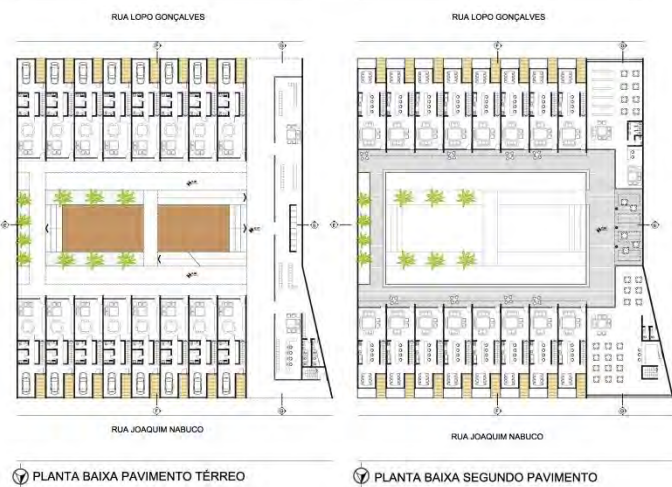 RUA LOPO GONÇALVES
RUA LOPO GONÇALVES
RUA JOAQUIM NABUCO
RUA JOAQUIM NABUCO
PLANTA BAIXA PAVIMENTO TÉRREO
PLANTA BAIXA SEGUNDO PAVIMENTO